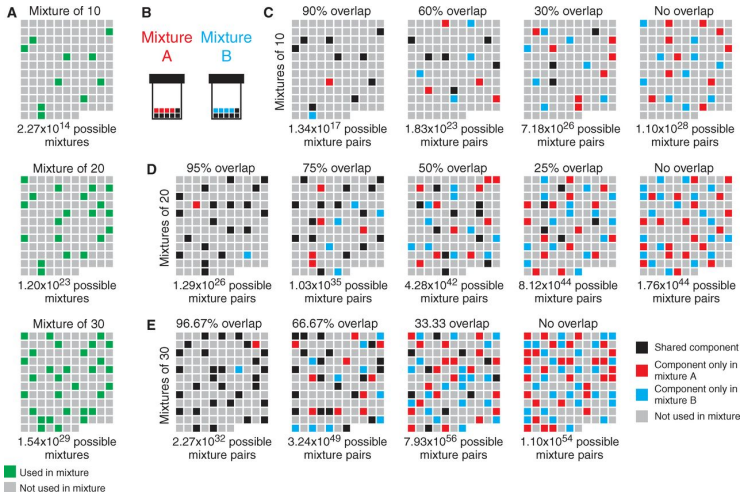 A
Mixture of 10
2.27x10^14 possible
mixtures
Mixture of 20
1.20x10^23 possible
mixtures
Mixture of 30
1.54x10^29 possible
mixtures
Used in mixture
Not used in mixture
B
Mixture
A
Mixture
B
C
Mixtures of 10
90% overlap
1.34x10^17 possible
mixture pairs
60% overlap
1.83x10^23 possible
mixture pairs
30% overlap
7.18x10^26 possible
mixture pairs
No overlap
1.10x10^28 possible
mixture pairs
D
Mixtures of 20
95% overlap
1.29x10^26 possible
mixture pairs
75% overlap
1.03x10^35 possible
mixture pairs
50% overlap
4.28x10^42 possible
mixture pairs
25% overlap
8.12x10^44 possible
mixture pairs
No overlap
1.76x10^44 possible
mixture pairs
E
Mixtures of 30
96.67% overlap
2.27x10^32 possible
mixture pairs
66.67% overlap
3.24x10^49 possible
mixture pairs
33.33 overlap
7.93x10^56 possible
mixture pairs
No overlap
1.10x10^54 possible
mixture pairs
Shared component
Component only in
mixture A
Component only in
mixture B
Not used in mixture